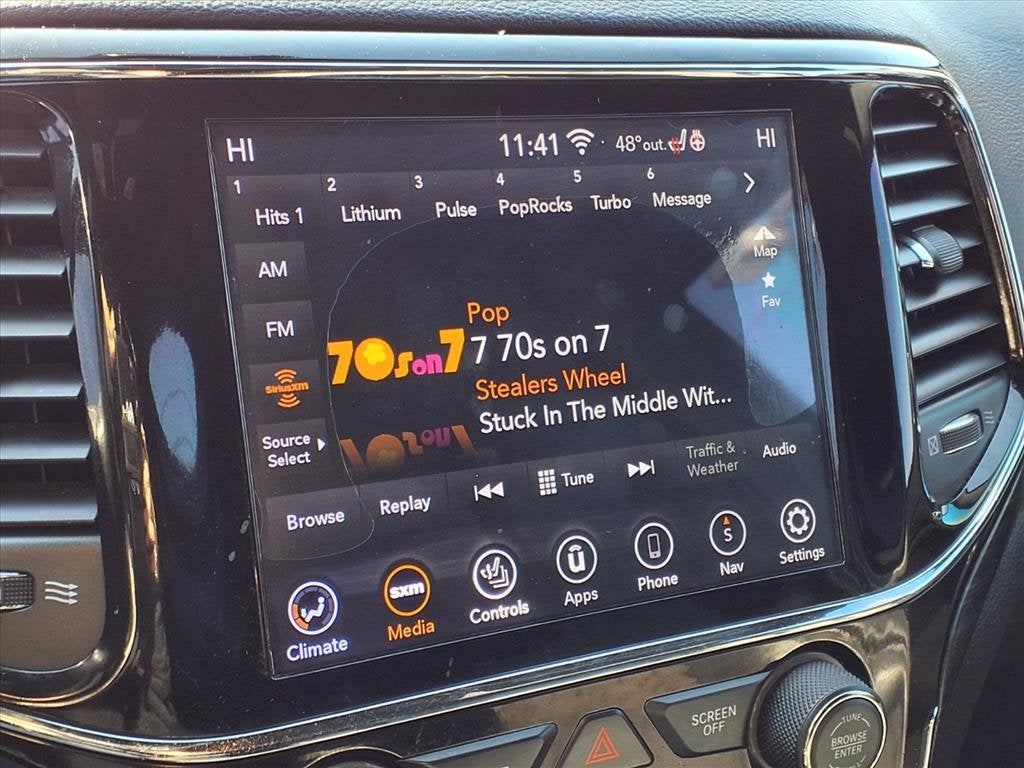 HI 11:41 48° out. HI
1 Hits 1 2 Lithium 3 Pulse 4 PopRocks 5 Turbo 6 Message
AM
FM
SiriusXM
Source
Select
Map
Fav
70s on 7
Pop
7 70s on 7
Stealers Wheel
Stuck In The Middle Wit...
Browse Replay Tune Traffic &
Weather Audio
Climate
sxm
Media
Controls
u
Apps
Phone
S
Nav
Settings
SCREEN
OFF
TUNE
BROWSE
ENTER